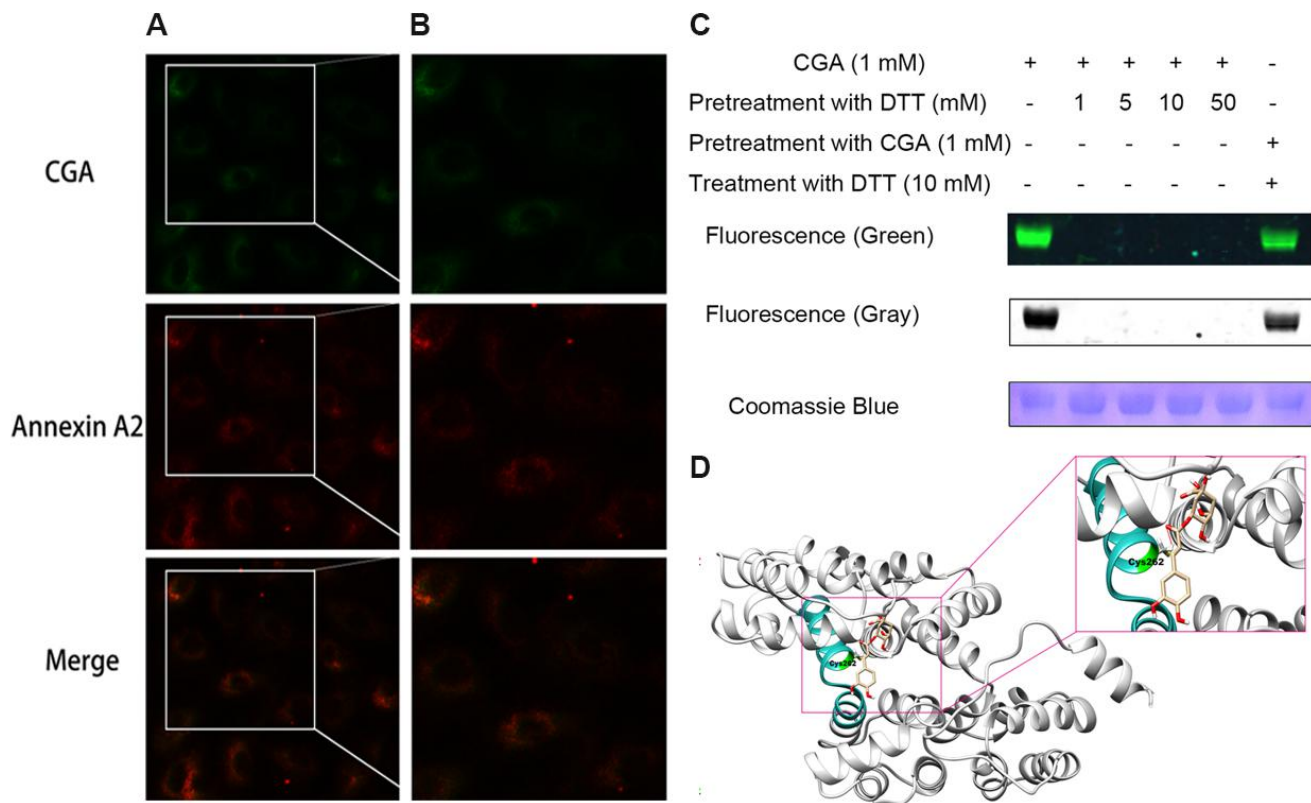 A
B
CGA
Annexin A2
Merge
C
CGA (1 mM) + + + + + -
Pretreatment with DTT (mM) - 1 5 10 50 -
Pretreatment with CGA (1 mM) - - - - - +
Treatment with DTT (10 mM) - - - - - +
Fluorescence (Green)
Fluorescence (Gray)
Coomassie Blue
D
Cys262
Cys262